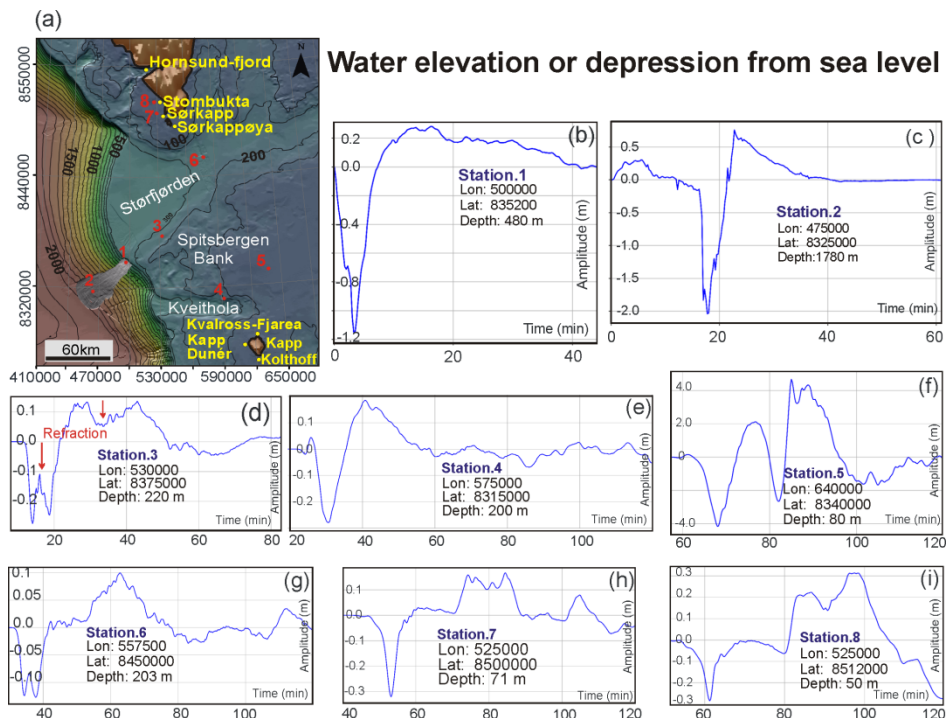 (a)
Water elevation or depression from sea level
8550000
8440000
8320000
N
Hornsund-fjord
8
Stombukta
7
Sørkapp
Sørkappøya
100
500
1000
1500
200
6
Størfjørden
3
Spitsbergen
Bank
1
5
2000
2
4
Kveithola
Kvalross-Fjarea
Kapp
Kapp
Dunér
Kolthoff
60km
410000 470000 530000 590000 650000
(b)
0.2
0.0
-0.4
-0.8
-1.2
Station.1
Lon: 500000
Lat: 835200
Depth: 480 m
Amplitude (m)
Time (min)
0 20 40
(c)
0.5
0.0
-0.5
-1.0
-1.5
-2.0
Station.2
Lon: 475000
Lat: 8325000
Depth:1780 m
Amplitude (m)
Time (min)
0 20 40 60
(d)
0.1
0.0
-0.1
-0.2
Refraction
Station.3
Lon: 530000
Lat: 8375000
Depth: 220 m
Amplitude (m)
Time (min)
20 40 60 80
(e)
0.1
0.0
-0.1
-0.2
Station.4
Lon: 575000
Lat: 8315000
Depth: 200 m
Amplitude (m)
Time (min)
40 60 80 100 120
(f)
4.0
2.0
0.0
-2.0
-4.0
Station.5
Lon: 640000
Lat: 8340000
Depth: 80 m
Amplitude (m)
Time (min)
60 80 100 120
(g)
0.1
0.05
0.0
-0.05
-0.10
Station.6
Lon: 557500
Lat: 8450000
Depth: 203 m
Amplitude (m)
Time (min)
40 60 80 100 120
(h)
0.1
0.0
-0.1
-0.2
-0.3
Station.7
Lon: 525000
Lat: 8500000
Depth: 71 m
Amplitude (m)
Time (min)
40 60 80 100 120
(i)
0.3
0.2
0.1
0.0
-0.1
-0.2
-0.3
Station.8
Lon: 525000
Lat: 8512000
Depth: 50 m
Amplitude (m)
Time (min)
60 80 100 120